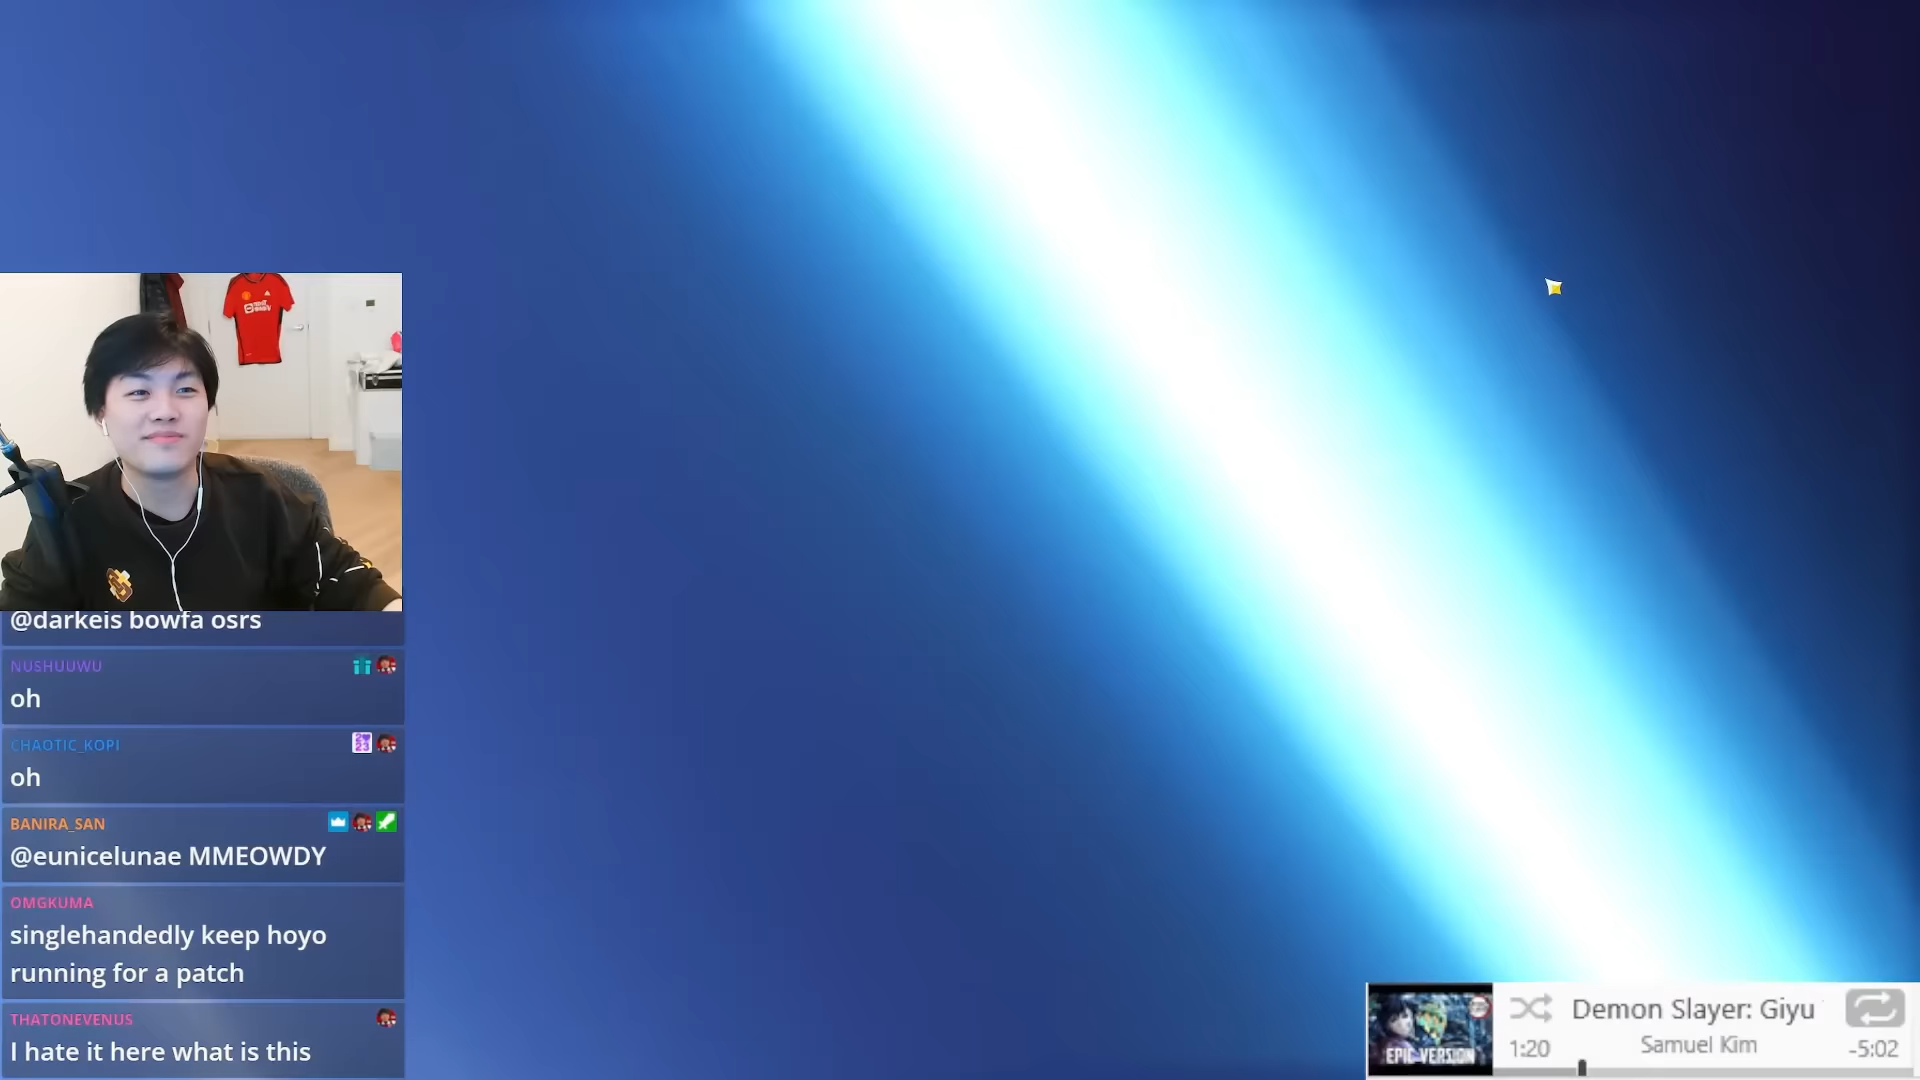 @darkeis bowfa osrs
NUSHUUWU
oh
CHAOTIC_KOPI
oh
BANIRA_SAN
@eunicelunae MMEOWDY
OMGKUMA
singlehandedly keep hoyo
running for a patch
THATONEVENUS
I hate it here what is this
EPIC VERSION
Demon Slayer: Giyu
Samuel Kim
1:20
-5:02